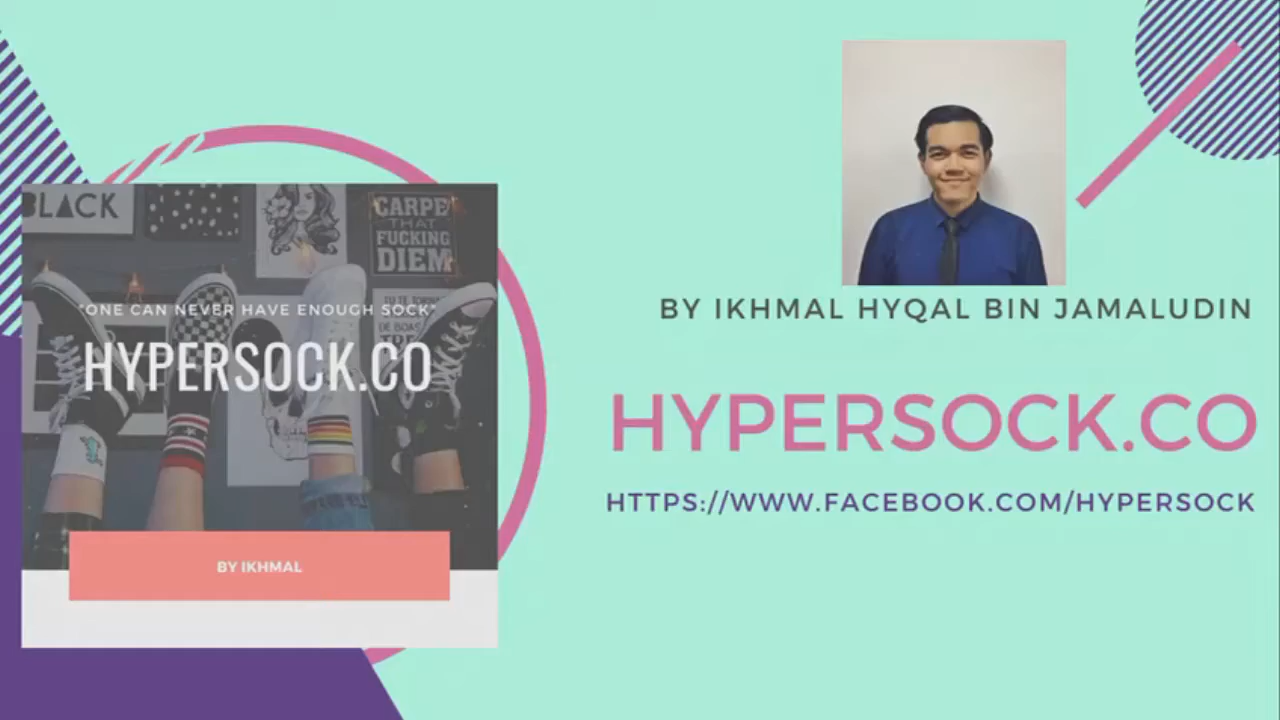 BLACK
CARPE
THAT
FUCKING
DIEM
"ONE CAN NEVER HAVE ENOUGH SOCK"
HYPERSOCK.CO
BY IKHMAL
BY IKHMAL HYQAL BIN JAMALUDIN
HYPERSOCK.CO
HTTPS://WWW.FACEBOOK.COM/HYPERSOCK